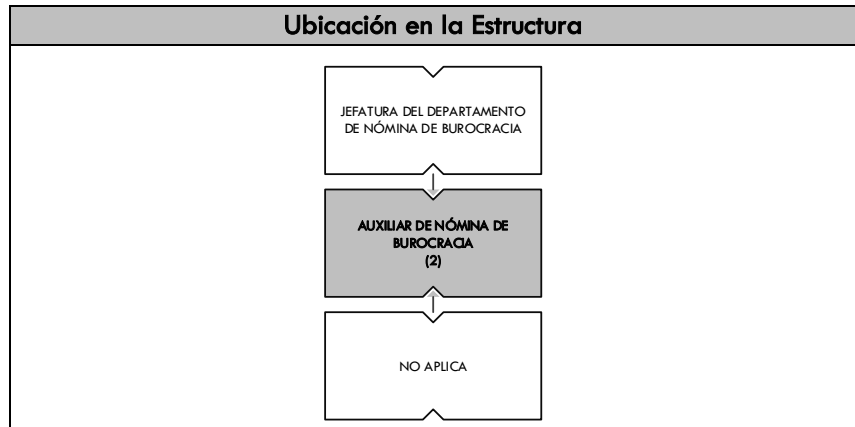 Ubicación en la Estructura
JEFATURA DEL DEPARTAMENTO
DE NÓMINA DE BUROCRACIA
AUXILIAR DE NÓMINA DE
BUROCRACIA
(2)
NO APLICA